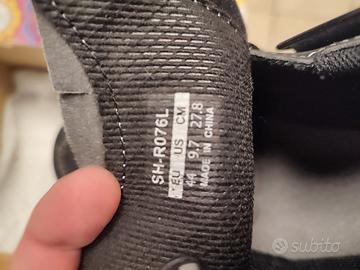 SH-R076L
EU US CM
44 9.7 27.8
MADE IN CHINA
subito